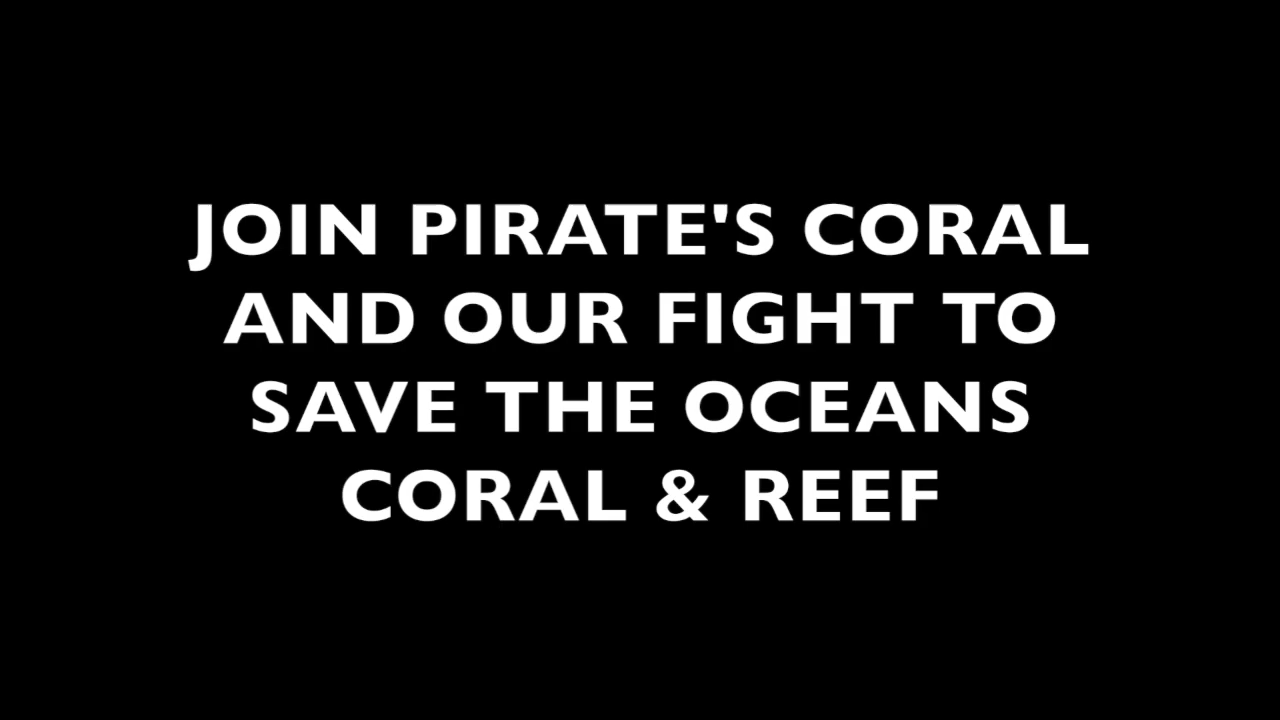 JOIN PIRATE'S CORAL
AND OUR FIGHT TO
SAVE THE OCEANS
CORAL & REEF